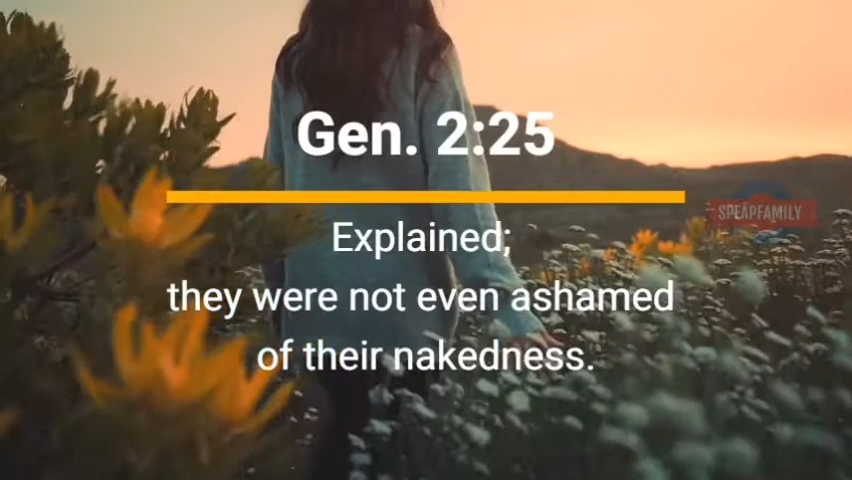 Gen. 2:25
SPEAPFAMILY
Explained;
they were not even ashamed
of their nakedness.